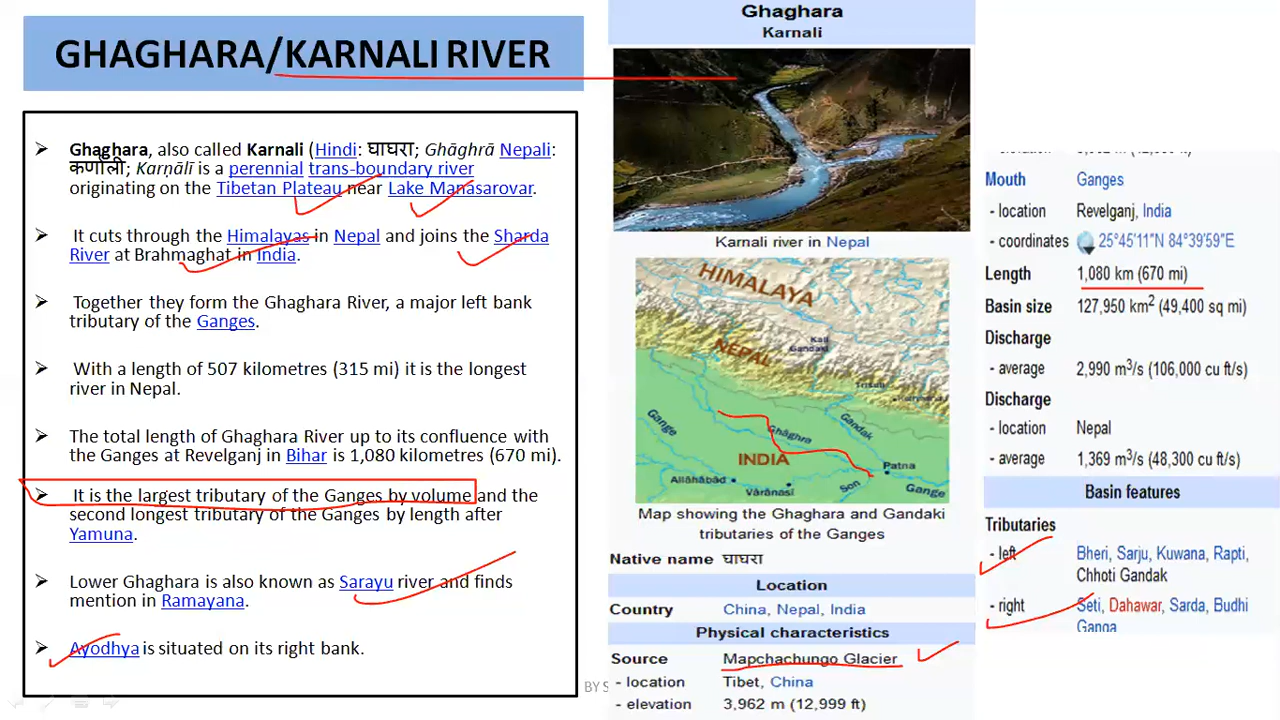 GHAGHARA/KARNALI RIVER
➢ Ghaghara, also called Karnali (Hindi: घाघरा; Ghāghrā Nepali:
कर्णाली; Karṇālī is a perennial trans-boundary river
originating on the Tibetan Plateau near Lake Manasarovar.
➢ It cuts through the Himalayas in Nepal and joins the Sharda
River at Brahmaghat in India.
➢ Together they form the Ghaghara River, a major left bank
tributary of the Ganges.
➢ With a length of 507 kilometres (315 mi) it is the longest
river in Nepal.
➢ The total length of Ghaghara River up to its confluence with
the Ganges at Revelganj in Bihar is 1,080 kilometres (670 mi).
➢ It is the largest tributary of the Ganges by volume and the
second longest tributary of the Ganges by length after
Yamuna.
➢ Lower Ghaghara is also known as Sarayu river and finds
mention in Ramayana.
➢ Ayodhya is situated on its right bank.
BY S
Ghaghara
Karnali
Karnali river in Nepal
HIMALAYA
NEPAL
Kali
Gandaki
Trisuli
Gange
Ghâghra
Gandak
INDIA
Patna
Allâhâbâd
Vârânasi
Son
Gange
Map showing the Ghaghara and Gandaki
tributaries of the Ganges
Native name घाघरा
Location
Country China, Nepal, India
Physical characteristics
Source Mapchachungo Glacier
- location Tibet, China
- elevation 3,962 m (12,999 ft)
Mouth Ganges
- location Revelganj, India
- coordinates 25°45′11″N 84°39′59″E
Length 1,080 km (670 mi)
Basin size 127,950 km² (49,400 sq mi)
Discharge
- average 2,990 m³/s (106,000 cu ft/s)
Discharge
- location Nepal
- average 1,369 m³/s (48,300 cu ft/s)
Basin features
Tributaries
- left Bheri, Sarju, Kuwana, Rapti,
Chhoti Gandak
- right Seti, Dahawar, Sarda, Budhi
Ganga